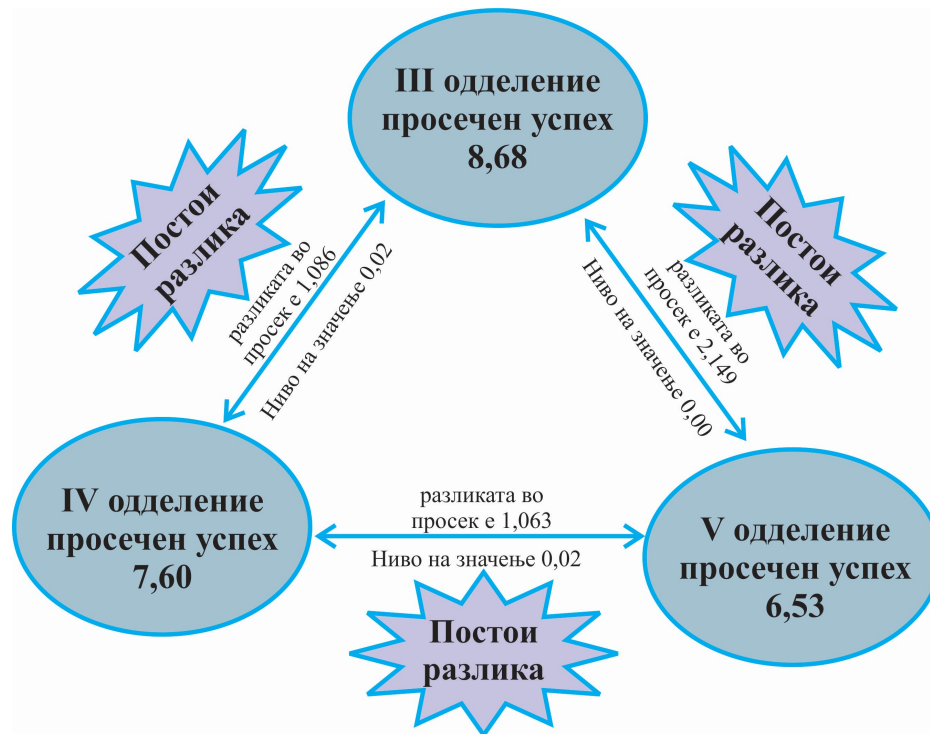 III одделение
просечен успех
8,68
Постои
разлика
разликата во
просек е 1,086
Ниво на значење 0,02
Постои
разлика
разликата во
просек е 2,149
Ниво на значење 0,00
IV одделение
просечен успех
7,60
разликата во
просек е 1,063
Ниво на значење 0,02
Постои
разлика
V одделение
просечен успех
6,53